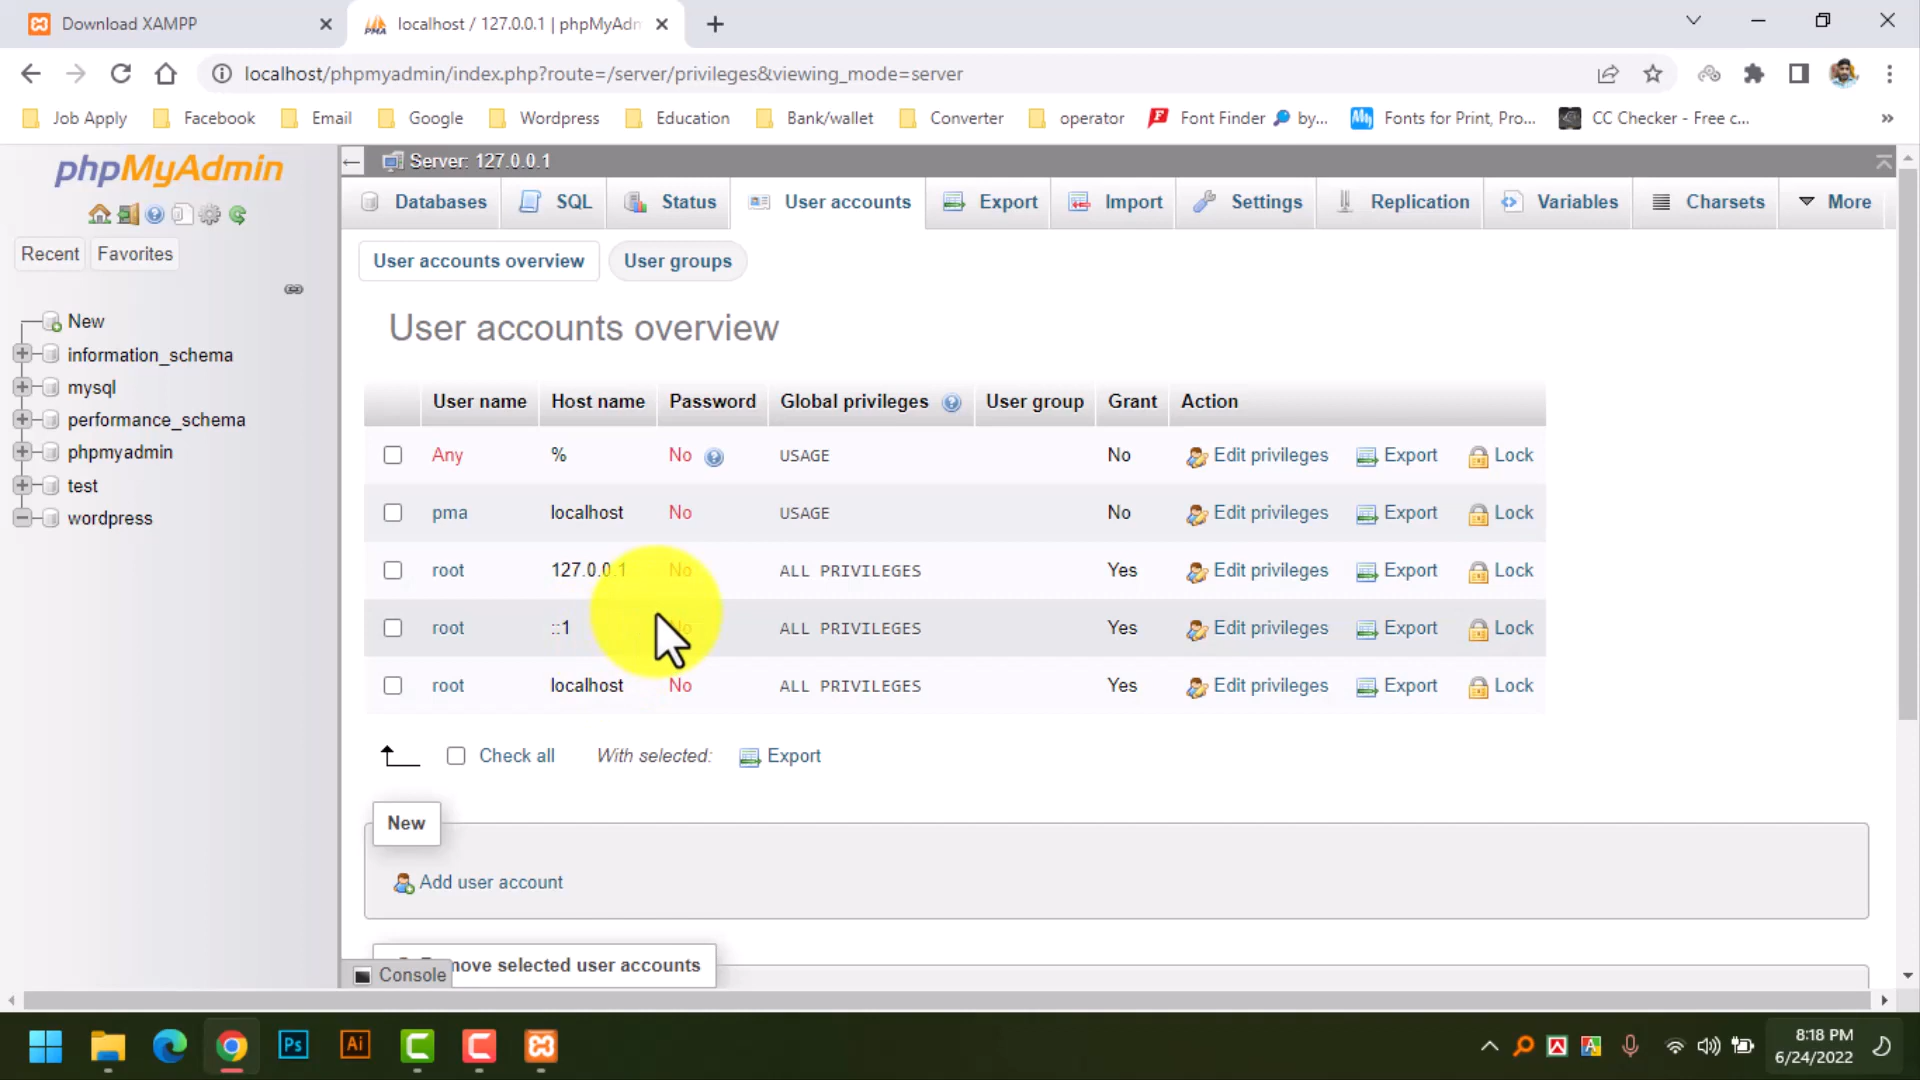 Download XAMPP
localhost / 127.0.0.1 | phpMyAdm
localhost/phpmyadmin/index.php?route=/server/privileges&viewing_mode=server
Job Apply Facebook Email Google Wordpress Education Bank/wallet Converter operator Font Finder by... Fonts for Print, Pro... CC Checker - Free c... »
phpMyAdmin
Recent Favorites
New
information_schema
mysql
performance_schema
phpmyadmin
test
wordpress
Server: 127.0.0.1
Databases SQL Status User accounts Export Import Settings Replication Variables Charsets More
User accounts overview User groups
User accounts overview
User name Host name Password Global privileges User group Grant Action
Any % No USAGE No Edit privileges Export Lock
pma localhost No USAGE No Edit privileges Export Lock
root 127.0.0.1 No ALL PRIVILEGES Yes Edit privileges Export Lock
root ::1 No ALL PRIVILEGES Yes Edit privileges Export Lock
root localhost No ALL PRIVILEGES Yes Edit privileges Export Lock
Check all With selected: Export
New
Add user account
move selected user accounts
Console
Ps Ai
8:18 PM
6/24/2022